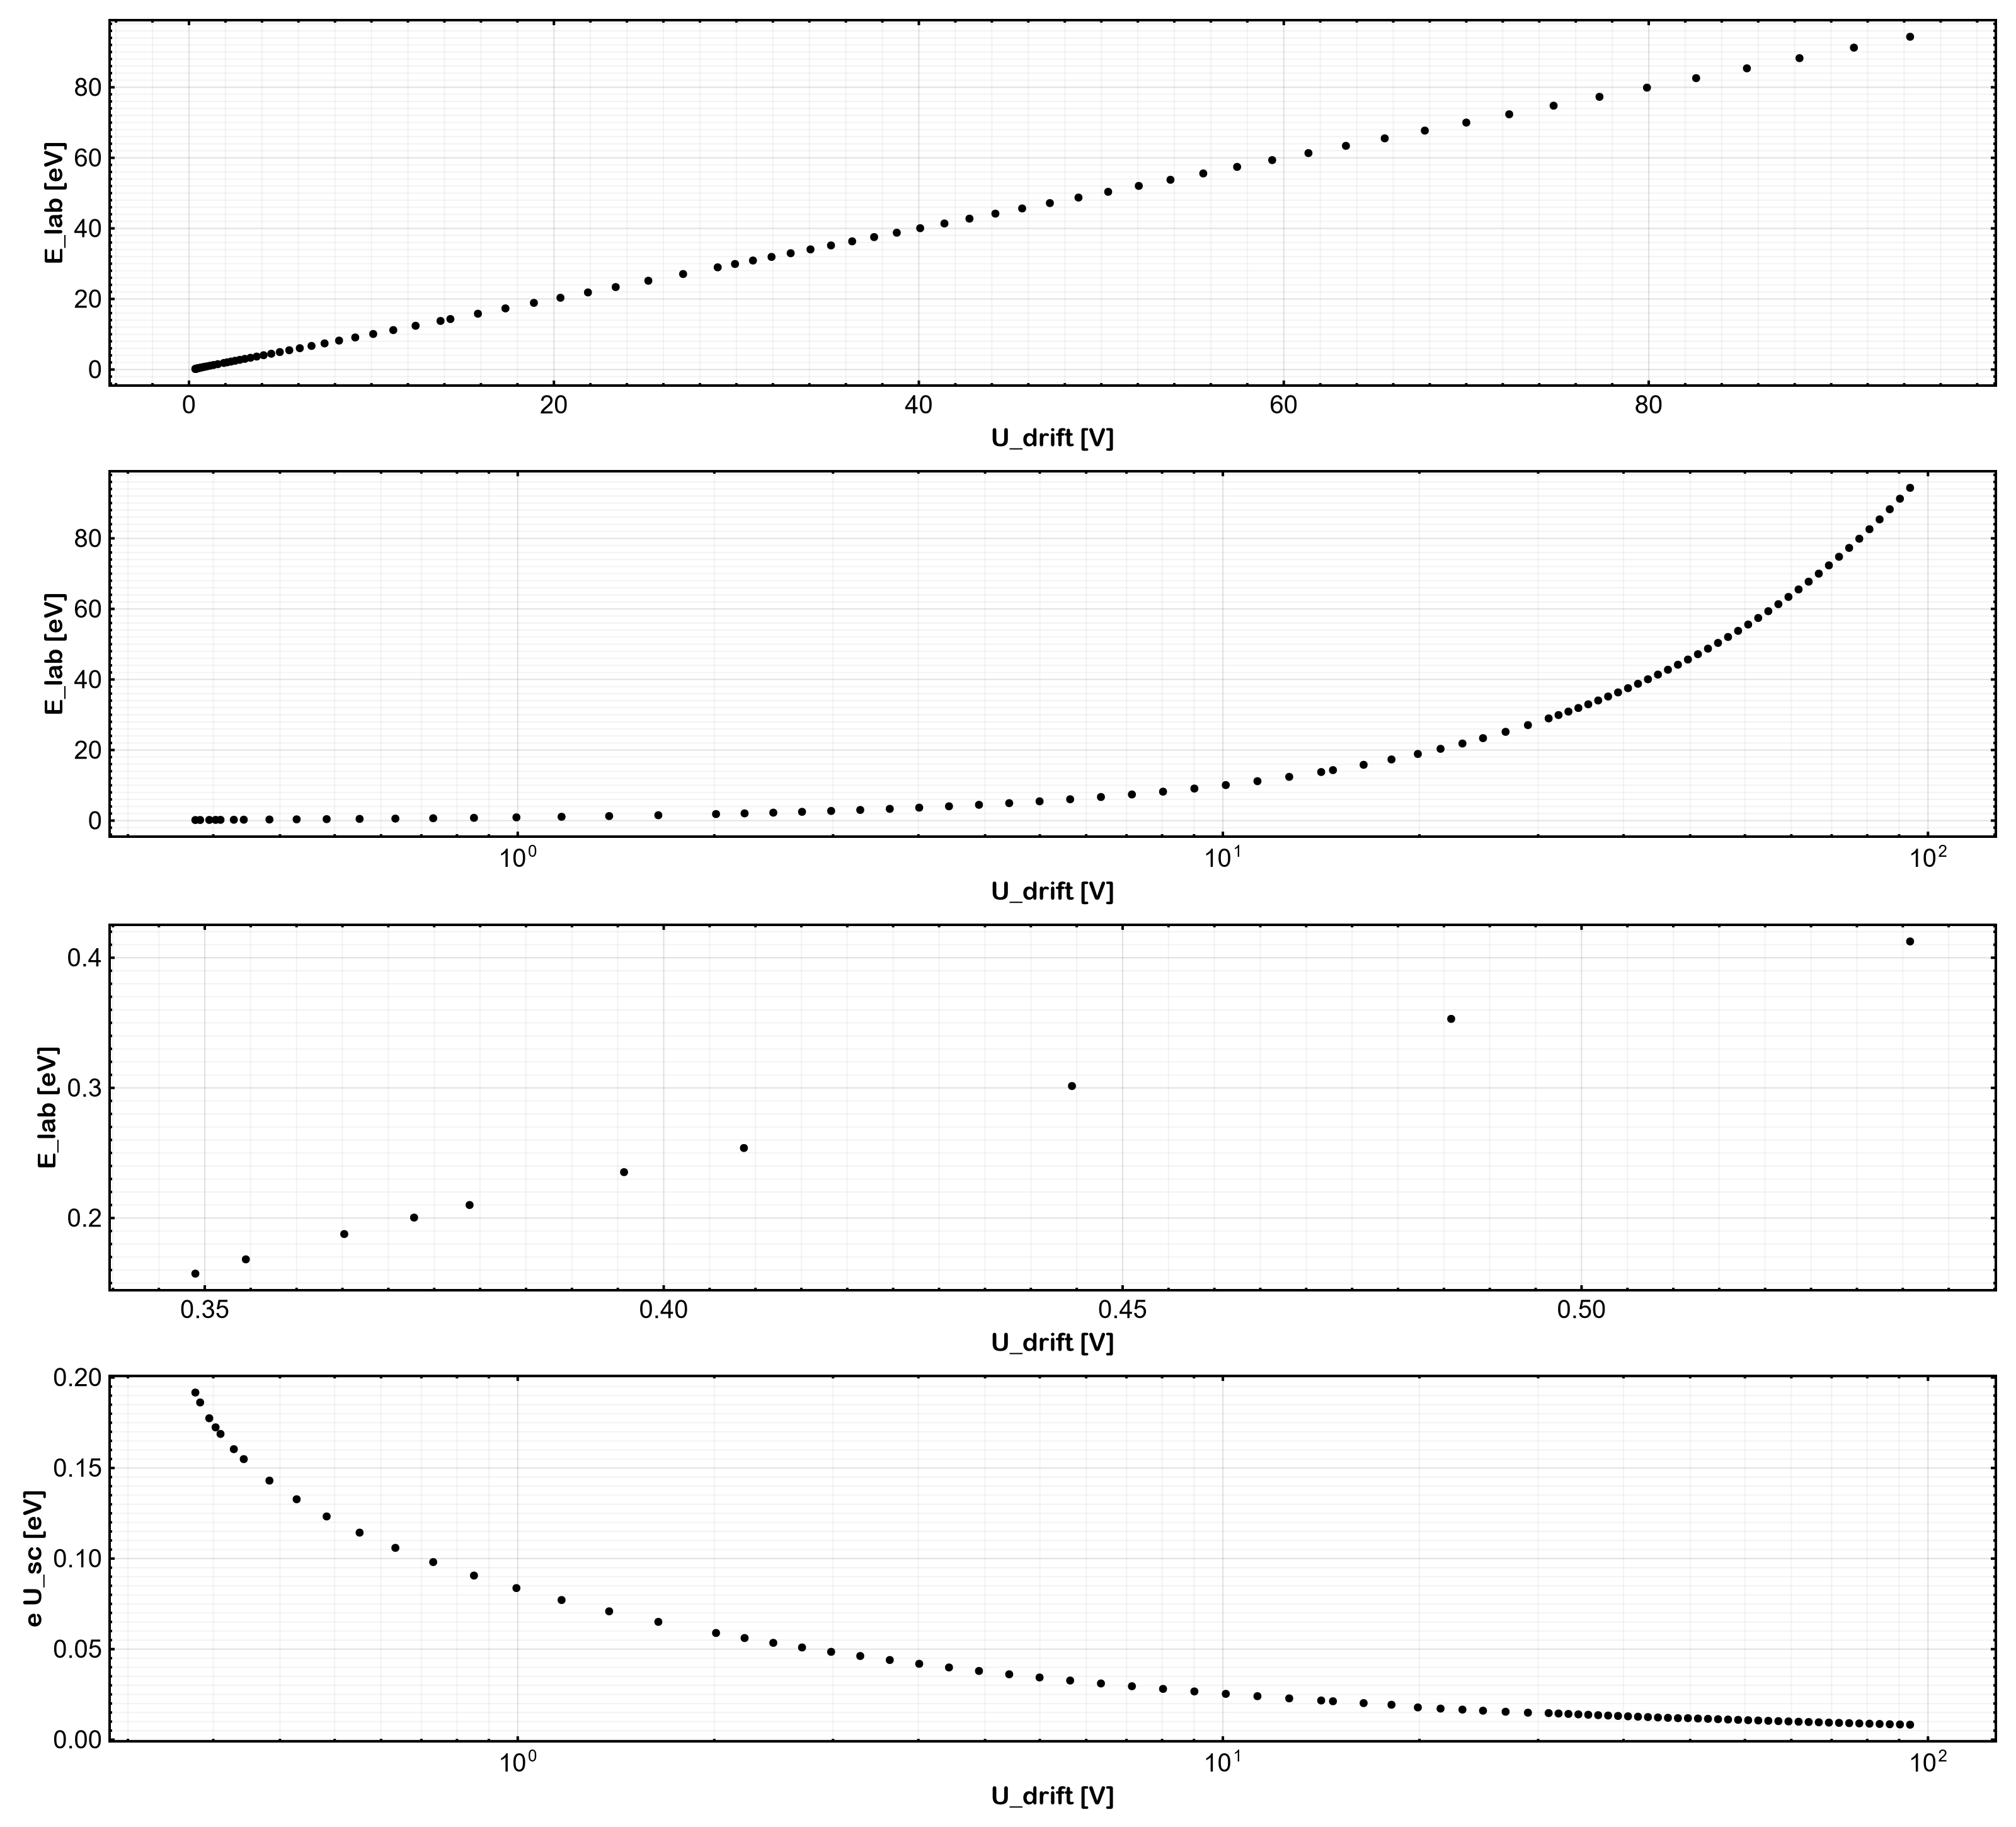 E_lab [eV]
80
60
40
20
0
0 20 40 60 80
U_drift [V]
E_lab [eV]
80
60
40
20
0
10^0 10^1 10^2
U_drift [V]
E_lab [eV]
0.4
0.3
0.2
0.35 0.40 0.45 0.50
U_drift [V]
e U_sc [eV]
0.20
0.15
0.10
0.05
0.00
10^0 10^1 10^2
U_drift [V]